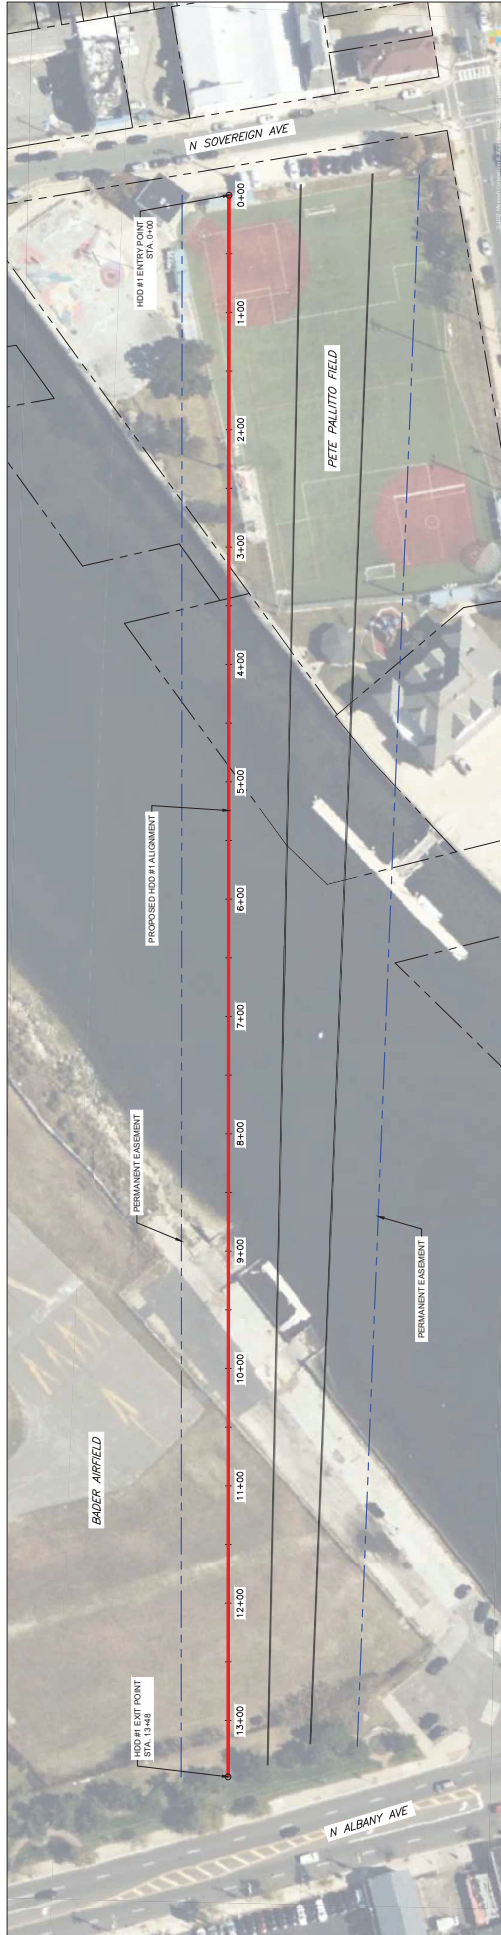 N SOVEREIGN AVE
HDD #1 ENTRY POINT
STA. 0+00
0+00
1+00
2+00
PETE PALLITTO FIELD
3+00
4+00
5+00
PROPOSED HDD #1 ALIGNMENT
6+00
7+00
8+00
PERMANENT EASEMENT
9+00
PERMANENT EASEMENT
10+00
BADER AIRFIELD
11+00
12+00
13+00
HDD #1 EXIT POINT
STA. 13+48
N ALBANY AVE